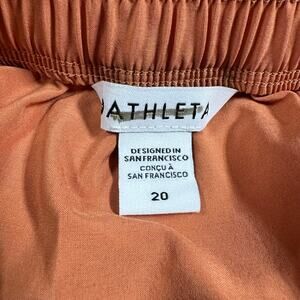 ATHLETA
DESIGNED IN
SAN FRANCISCO
CONÇU À
SAN FRANCISCO
20